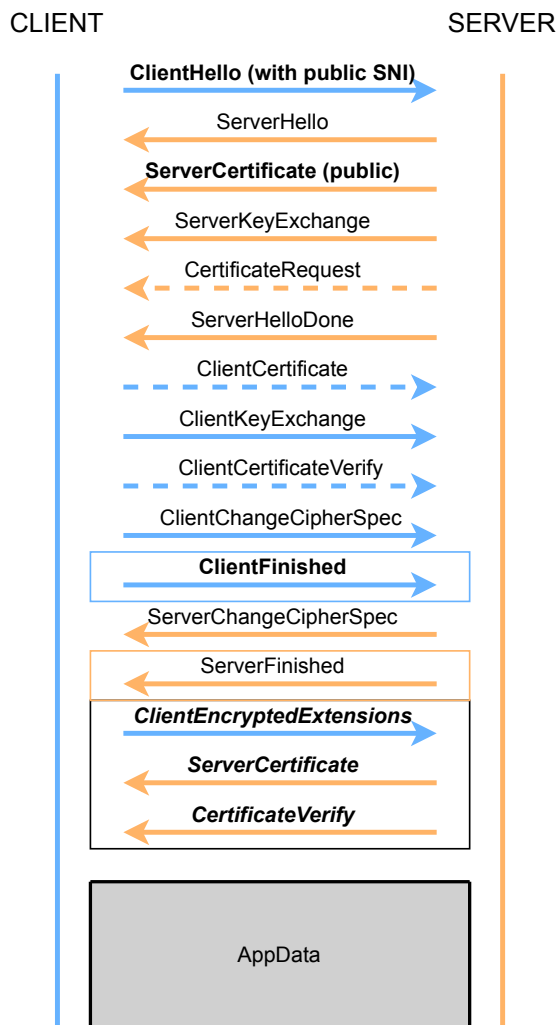 CLIENT
SERVER
ClientHello (with public SNI)
ServerHello
ServerCertificate (public)
ServerKeyExchange
CertificateRequest
ServerHelloDone
ClientCertificate
ClientKeyExchange
ClientCertificateVerify
ClientChangeCipherSpec
ClientFinished
ServerChangeCipherSpec
ServerFinished
ClientEncryptedExtensions
ServerCertificate
CertificateVerify
AppData